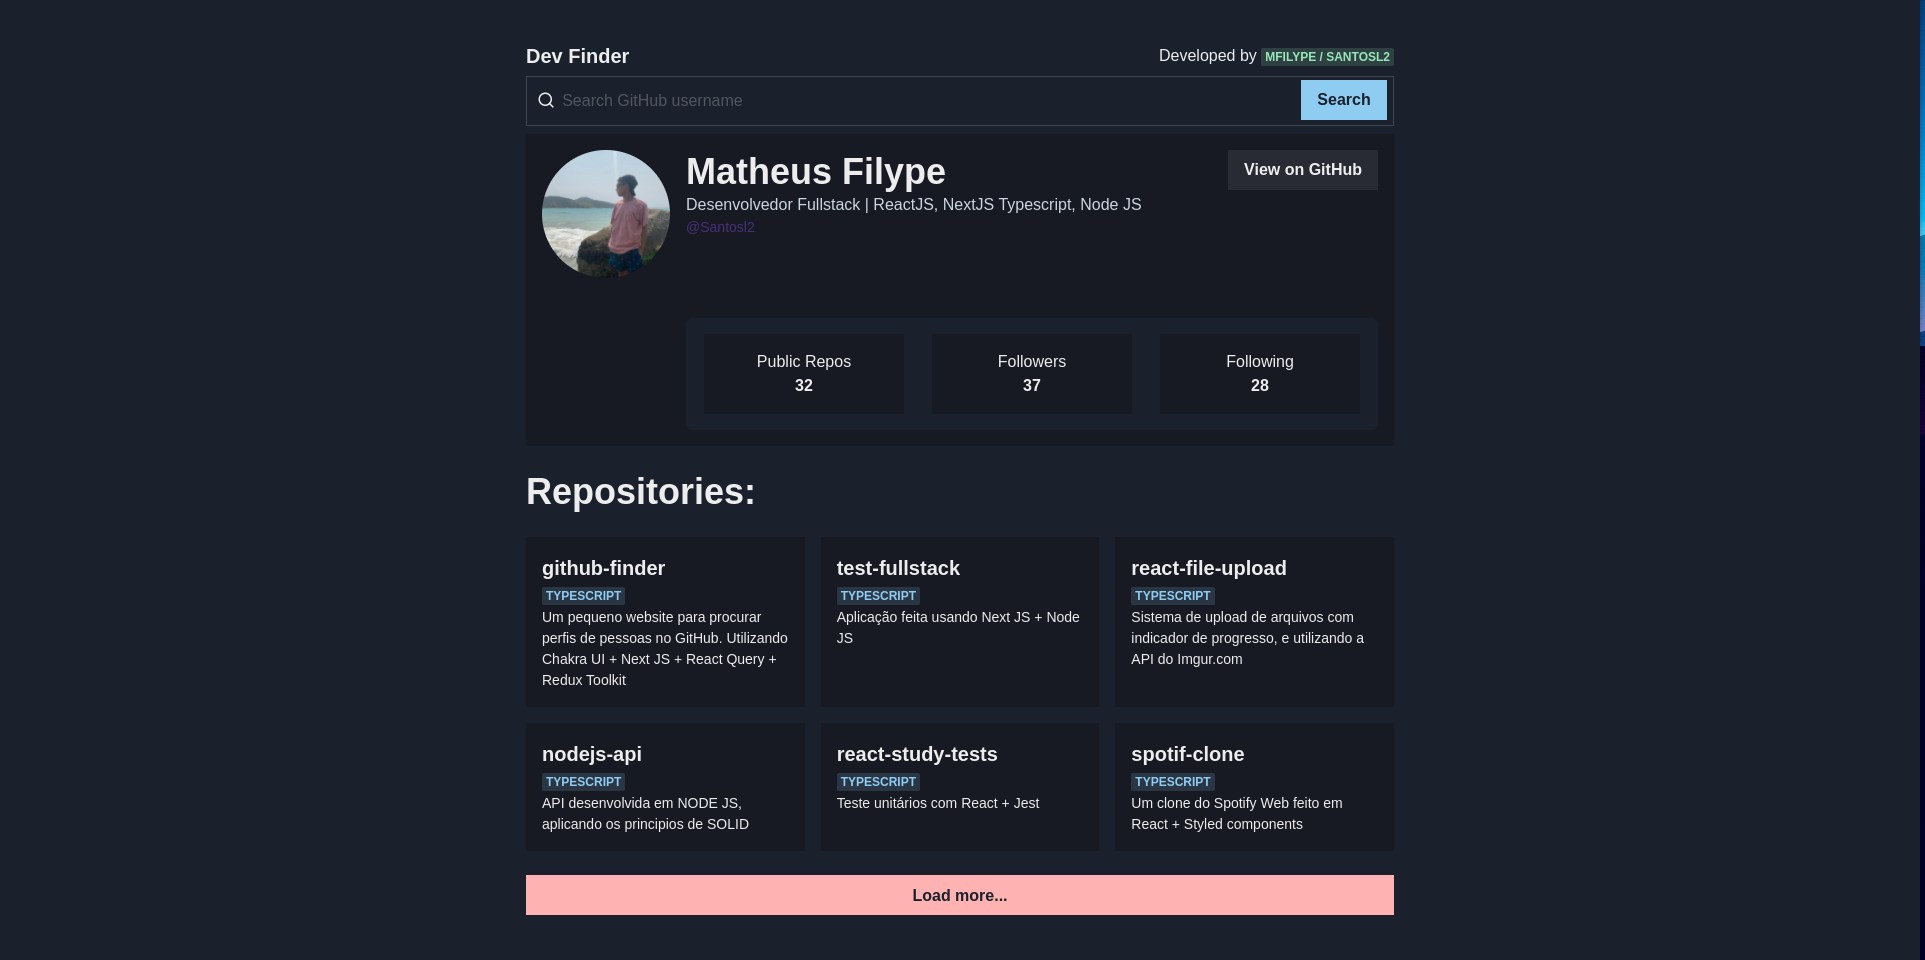 Dev Finder
Developed by MFILYPE / SANTOSL2
Search GitHub username
Search
Matheus Filype
View on GitHub
Desenvolvedor Fullstack | ReactJS, NextJS Typescript, Node JS
@Santosl2
Public Repos
32
Followers
37
Following
28
Repositories:
github-finder
TYPESCRIPT
Um pequeno website para procurar
perfis de pessoas no GitHub. Utilizando
Chakra UI + Next JS + React Query +
Redux Toolkit
test-fullstack
TYPESCRIPT
Aplicação feita usando Next JS + Node
JS
react-file-upload
TYPESCRIPT
Sistema de upload de arquivos com
indicador de progresso, e utilizando a
API do Imgur.com
nodejs-api
TYPESCRIPT
API desenvolvida em NODE JS,
aplicando os principios de SOLID
react-study-tests
TYPESCRIPT
Teste unitários com React + Jest
spotif-clone
TYPESCRIPT
Um clone do Spotify Web feito em
React + Styled components
Load more...